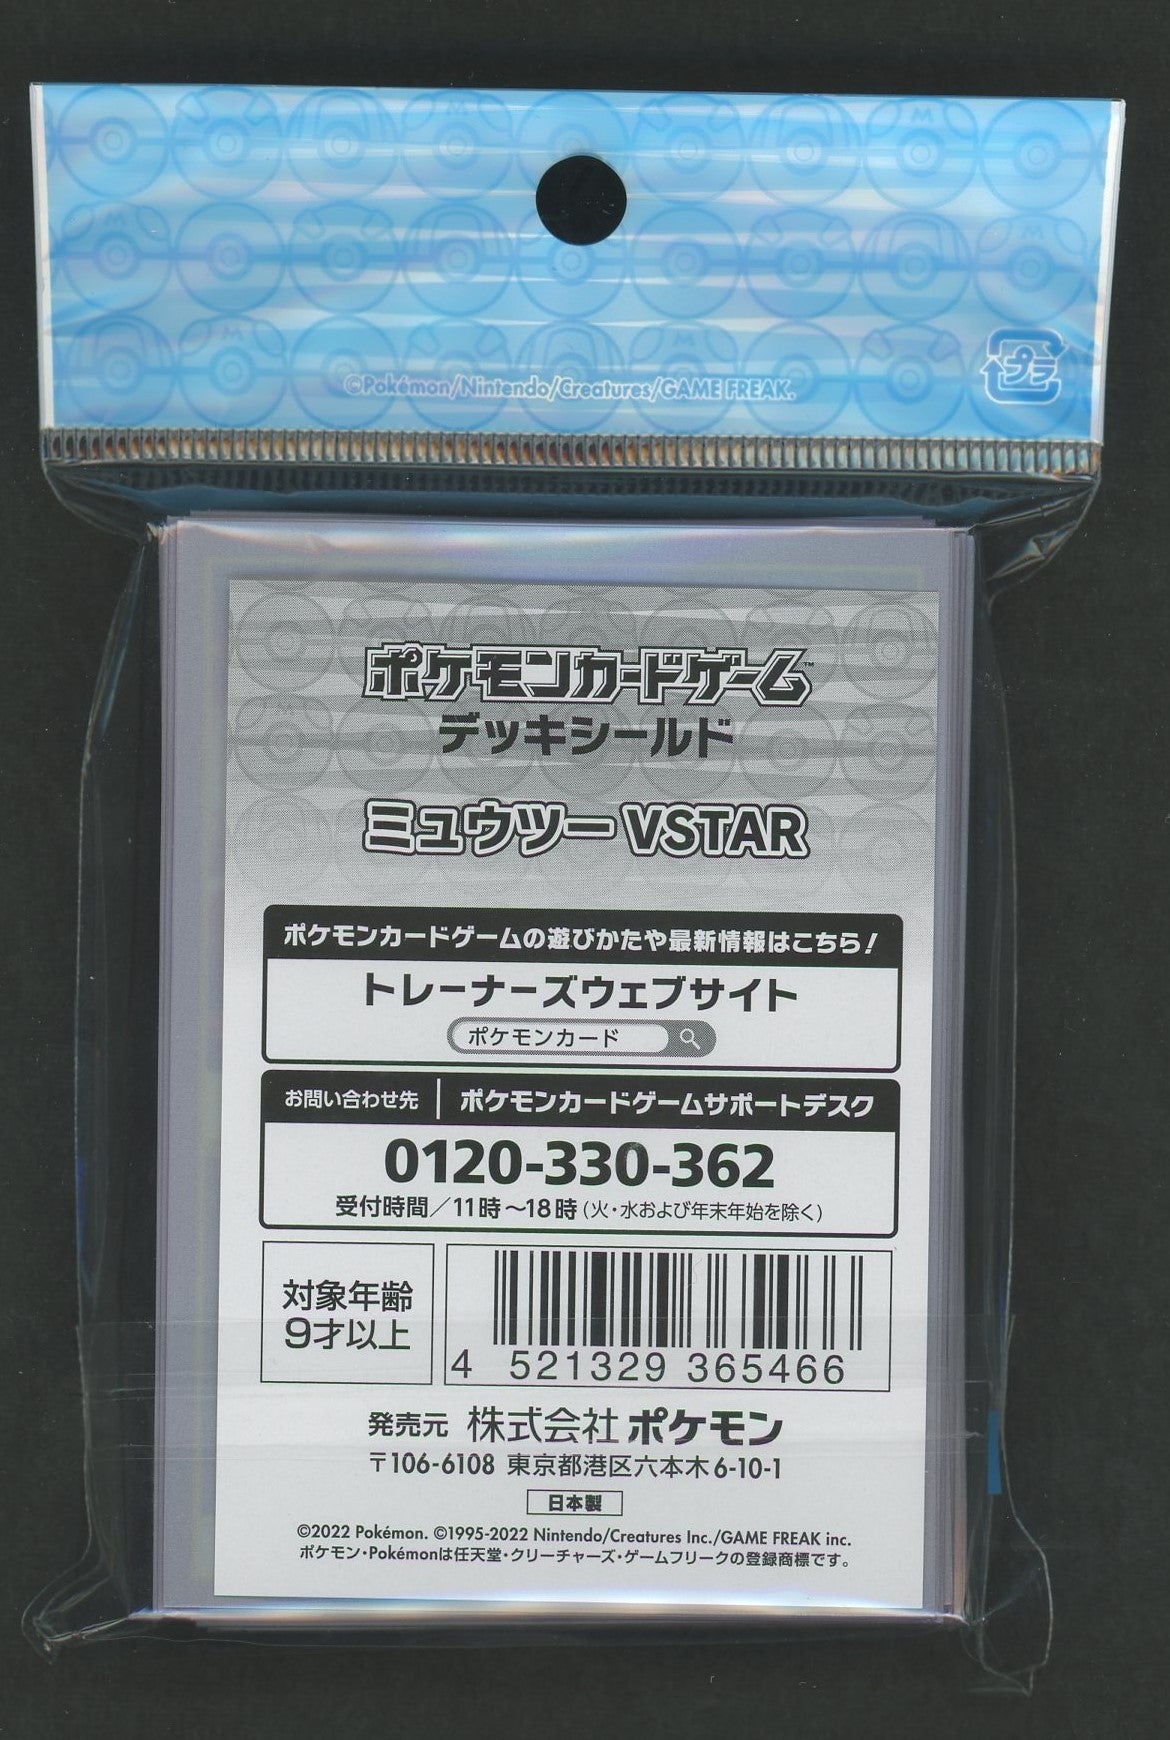 ©Pokémon/Nintendo/Creatures/GAME FREAK.
プラ
ポケモンカードゲーム™
デッキシールド
ミュウツー VSTAR
ポケモンカードゲームの遊びかたや最新情報はこちら!
トレーナーズウェブサイト
ポケモンカード
お問い合わせ先 ポケモンカードゲームサポートデスク
0120-330-362
受付時間/11時～18時(火・水および年末年始を除く)
対象年齢
9才以上
4 521329 365466
発売元 株式会社ポケモン
〒106-6108 東京都港区六本木6-10-1
日本製
©2022 Pokémon. ©1995-2022 Nintendo/Creatures Inc./GAME FREAK inc.
ポケモン・Pokémonは任天堂・クリーチャーズ・ゲームフリークの登録商標です。